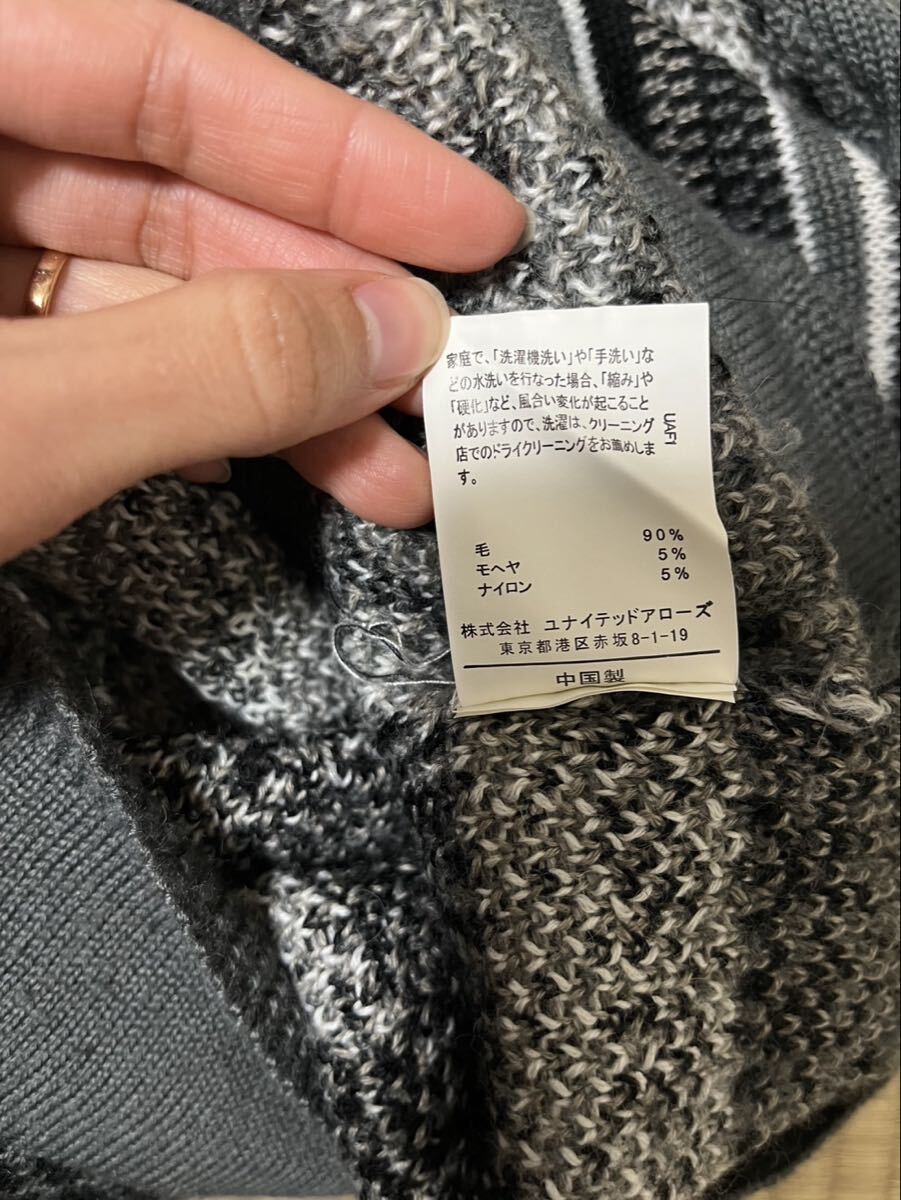 家庭で、「洗濯機洗い」や「手洗い」な
どの水洗いを行なった場合、「縮み」や
「硬化」など、風合い変化が起こること
がありますので、洗濯は、クリーニング
店でのドライクリーニングをお薦めしま
す。
UAF1
毛 90%
モヘヤ 5%
ナイロン 5%
株式会社 ユナイテッドアローズ
東京都港区赤坂8-1-19
中国製